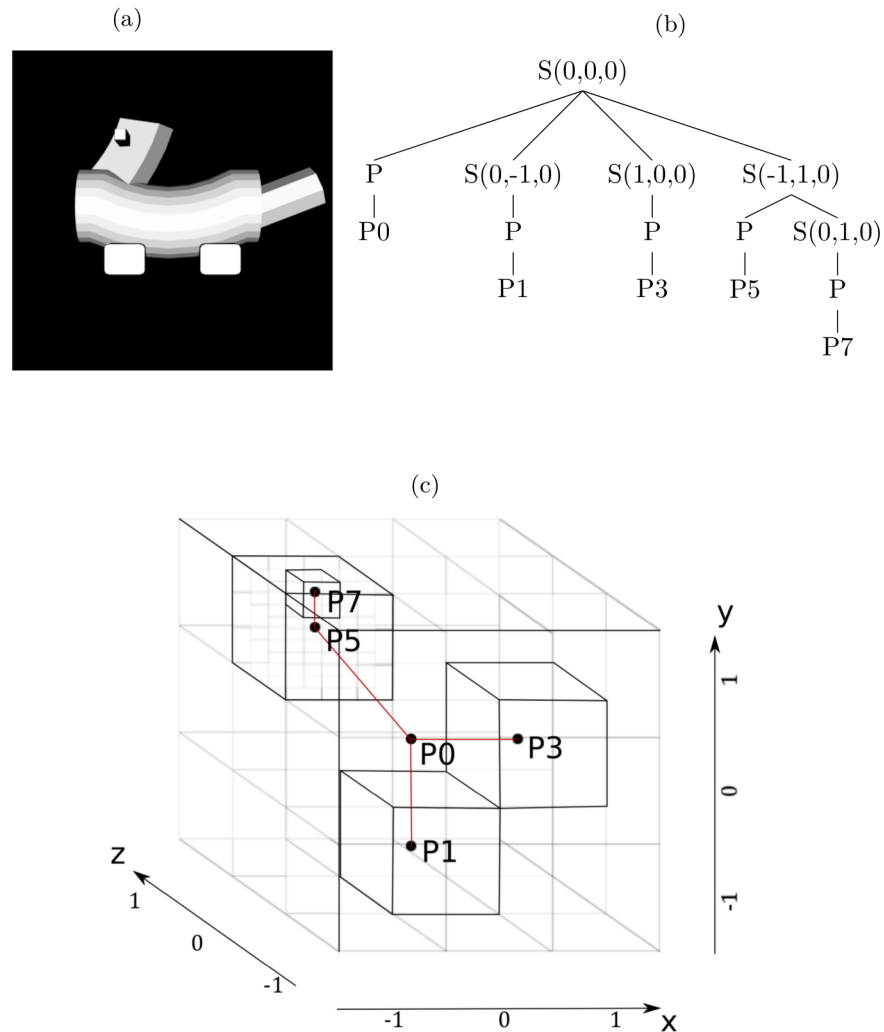 (a)
(b)
S(0,0,0)
P S(0,-1,0) S(1,0,0) S(-1,1,0)
P0 P P P S(0,1,0)
P1 P3 P5 P
P7
(c)
P7
P5
P0 P3
P1
y
1
0
-1
z
1
0
-1
-1 0 1
x